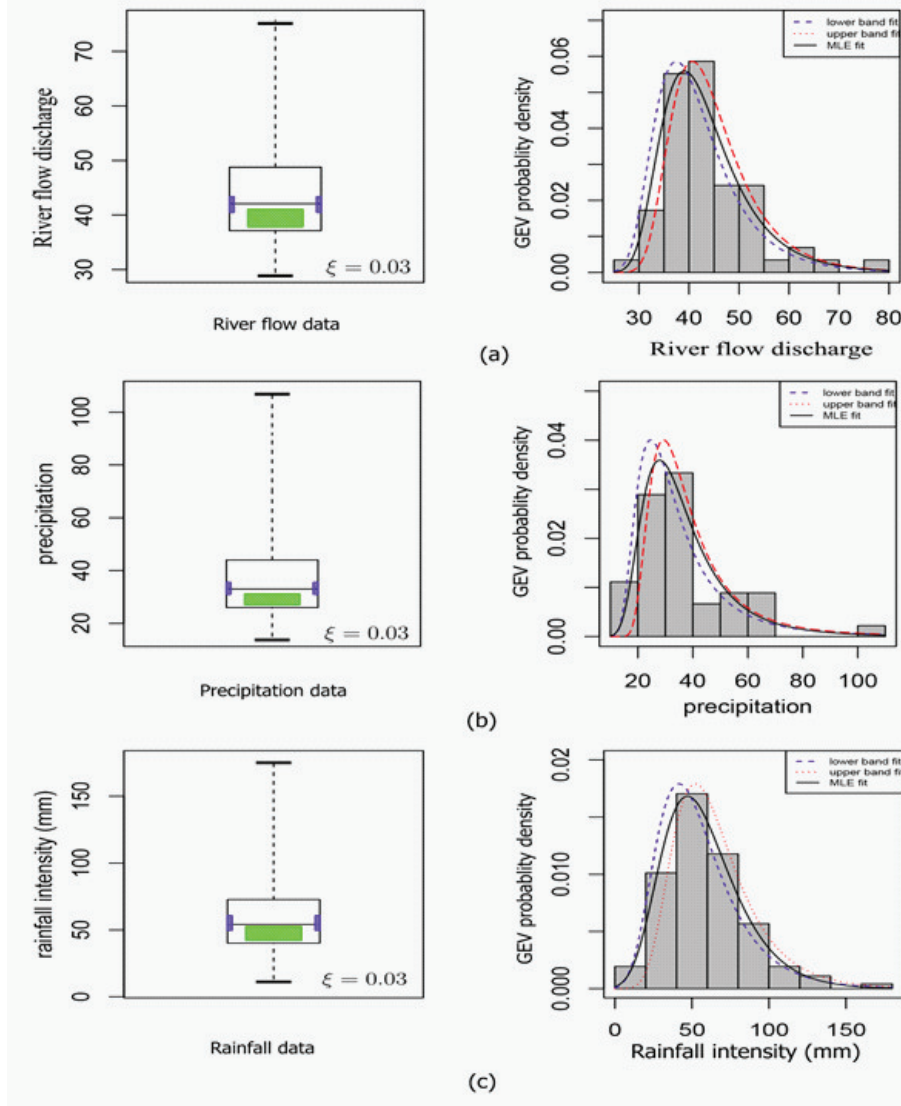 River flow discharge
70
60
50
40
30
ξ = 0.03
River flow data
GEV probablity density
0.06
0.04
0.02
0.00
lower band fit
upper band fit
MLE fit
30 40 50 60 70 80
River flow discharge
(a)
precipitation
100
80
60
40
20
ξ = 0.03
Precipitation data
GEV probablity density
0.04
0.02
0.00
lower band fit
upper band fit
MLE fit
20 40 60 80 100
precipitation
(b)
rainfall intensity (mm)
150
100
50
0
ξ = 0.03
Rainfall data
GEV probablity density
0.02
0.010
0.000
lower band fit
upper band fit
MLE fit
0 50 100 150
Rainfall intensity (mm)
(c)